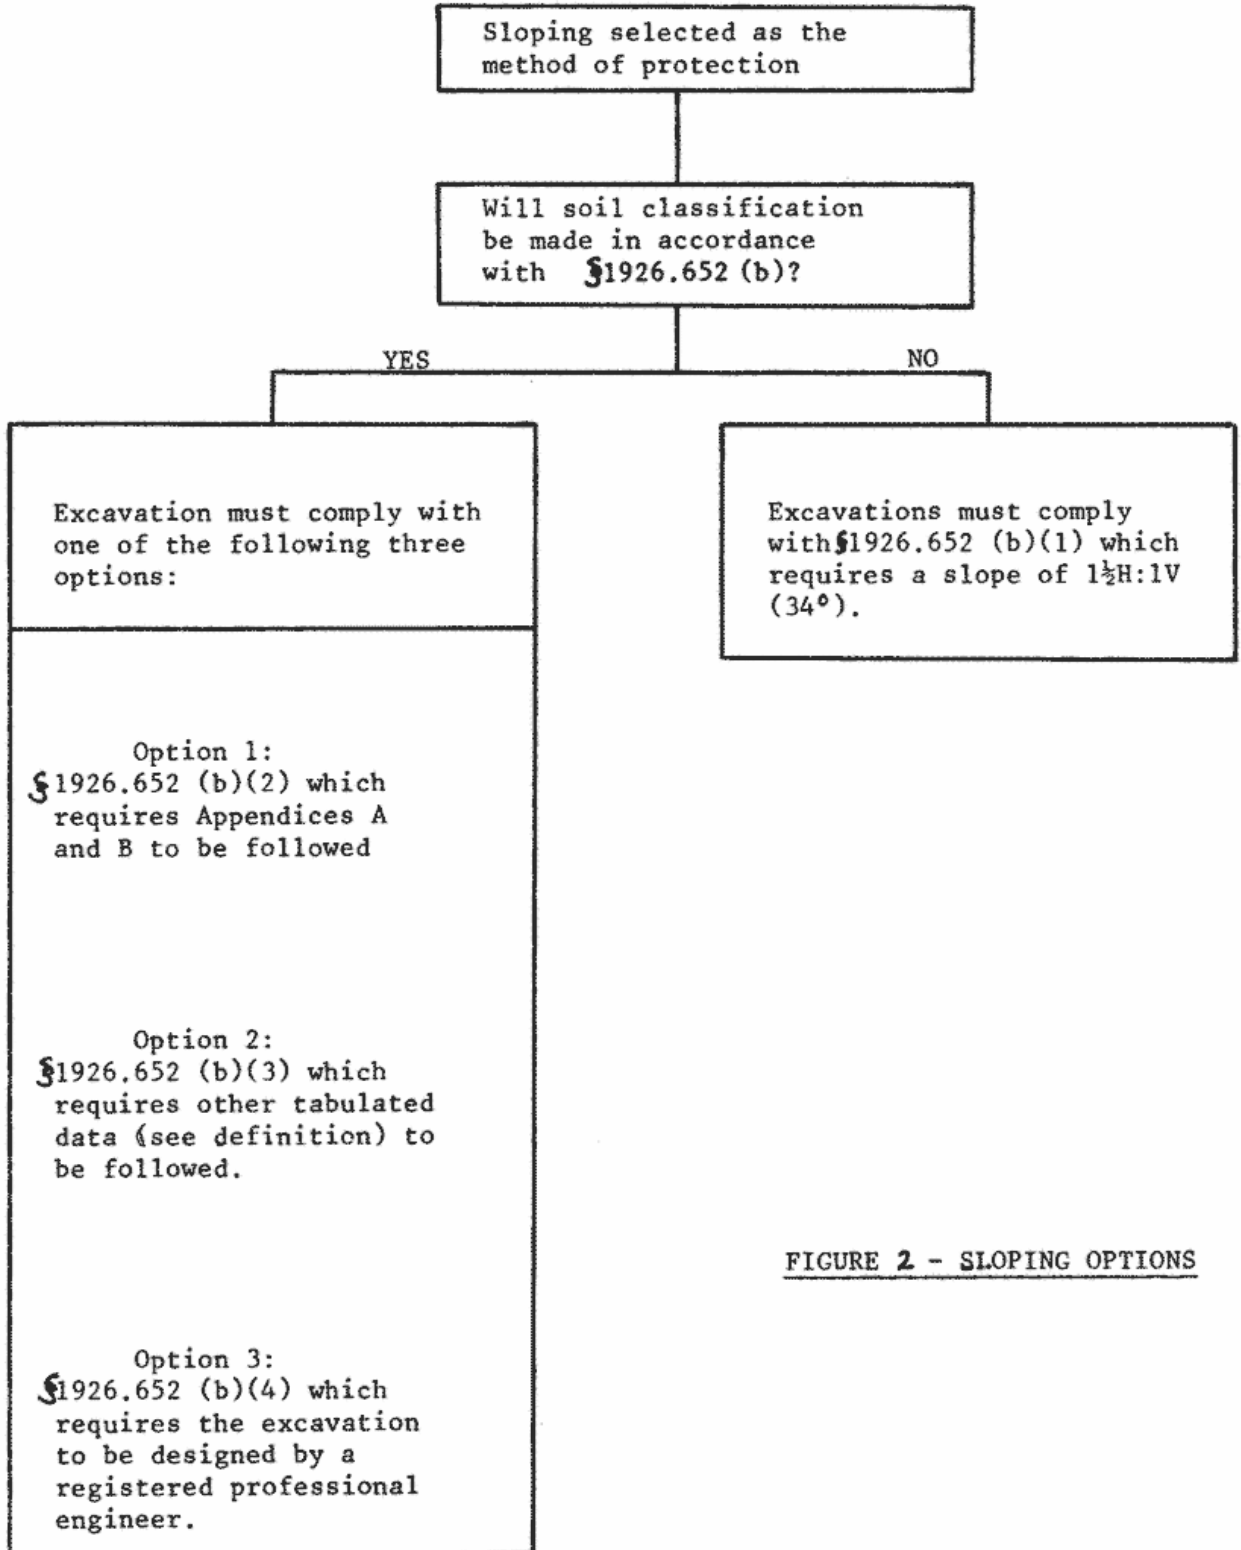 Sloping selected as the
method of protection
Will soil classification
be made in accordance
with §1926.652 (b)?
YES
NO
Excavation must comply with
one of the following three
options:
Excavations must comply
with§1926.652 (b)(1) which
requires a slope of 1½H:1V
(34°).
Option 1:
§1926.652 (b)(2) which
requires Appendices A
and B to be followed
Option 2:
§1926.652 (b)(3) which
requires other tabulated
data (see definition) to
be followed.
Option 3:
§1926.652 (b)(4) which
requires the excavation
to be designed by a
registered professional
engineer.
FIGURE 2 - SLOPING OPTIONS